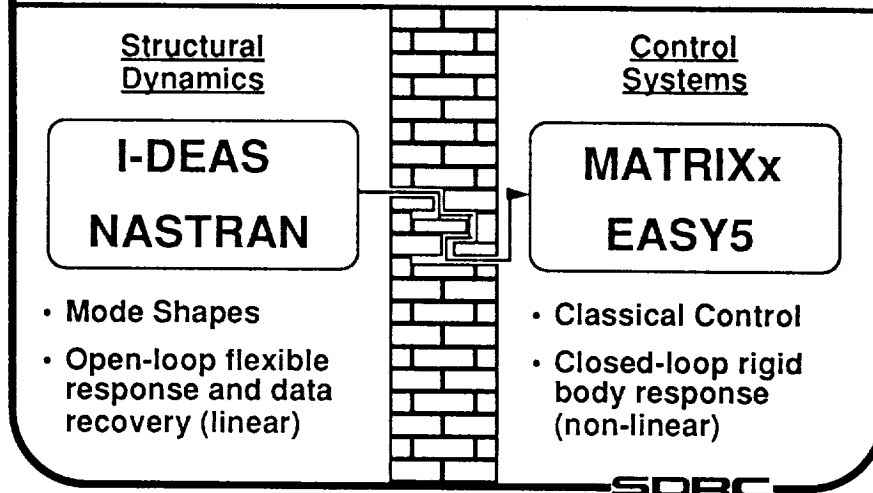 Structural
Dynamics
I-DEAS
NASTRAN
• Mode Shapes
• Open-loop flexible
response and data
recovery (linear)
Control
Systems
MATRIXx
EASY5
• Classical Control
• Closed-loop rigid
body response
(non-linear)
SDRC